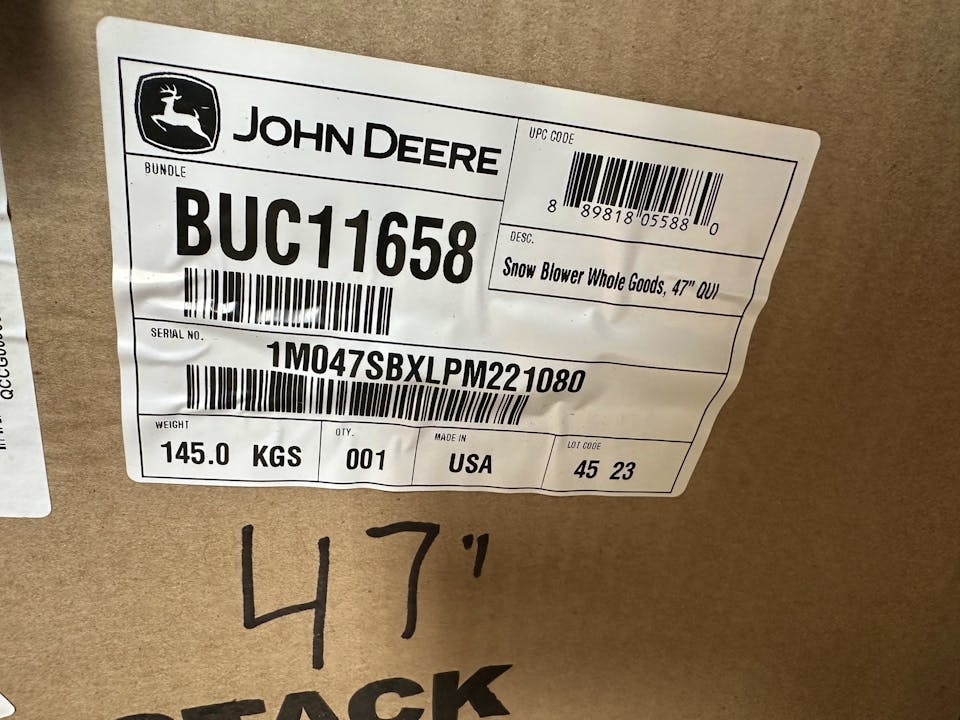 JOHN DEERE
BUNDLE
BUC11658
UPC CODE
8 89818 05588 0
DESC.
Snow Blower Whole Goods, 47" QUI
SERIAL NO.
1M047SBXLPM221080
WEIGHT
145.0 KGS
QTY.
001
MADE IN
USA
LOT CODE
45 23
47"